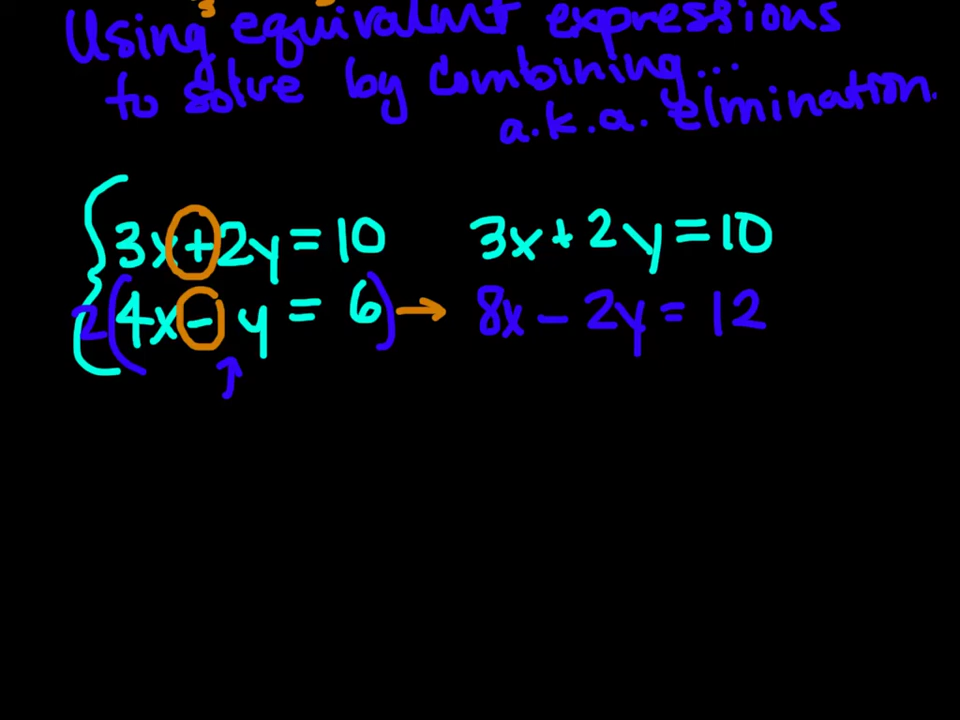 Using equivalent expressions
to solve by combining...
a.k.a. elmination.
3x+2y=10 3x+2y=10
2(4x-y=6)→8x-2y=12